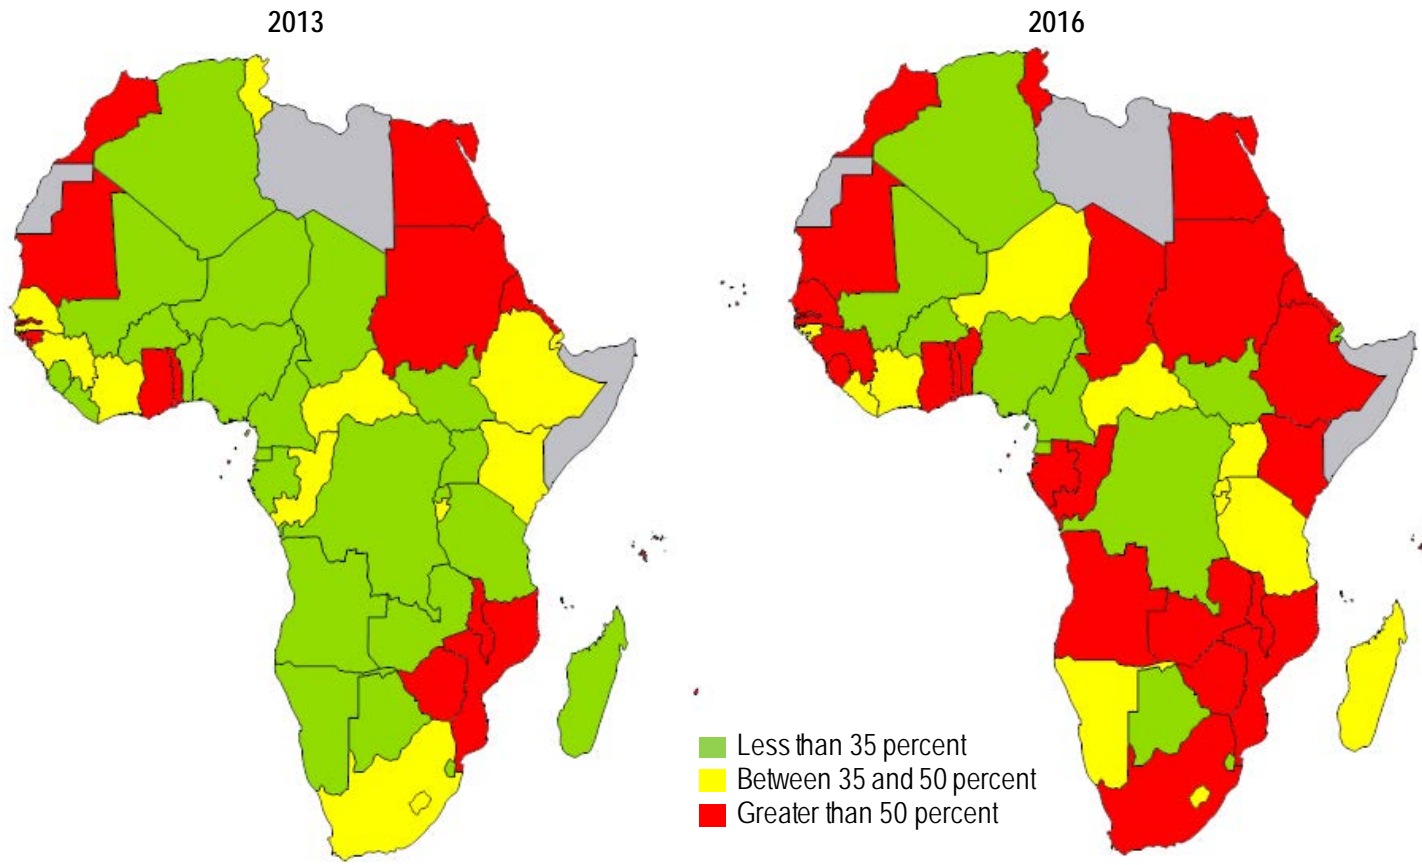 2013
2016
Less than 35 percent
Between 35 and 50 percent
Greater than 50 percent